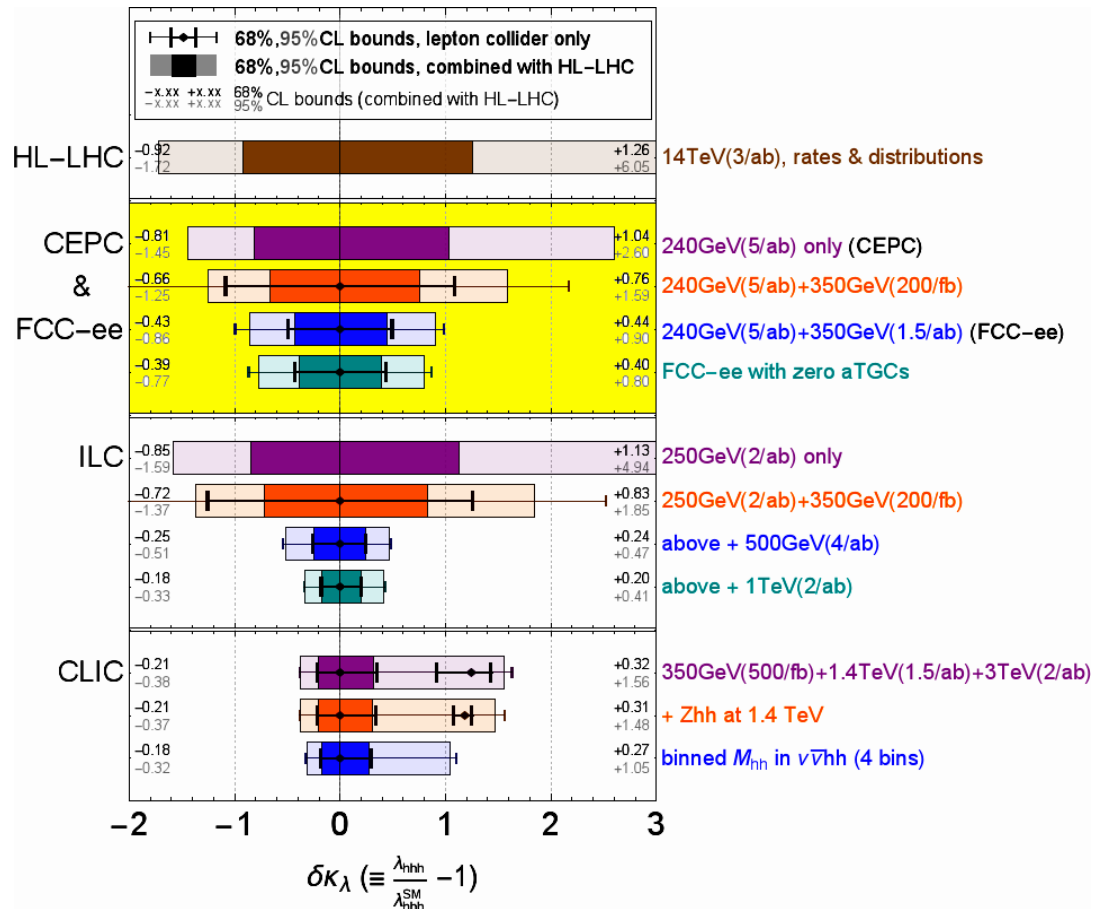 68%,95%CL bounds, lepton collider only
68%,95%CL bounds, combined with HL-LHC
-x.xx +x.xx 68%
-x.xx +x.xx 95% CL bounds (combined with HL-LHC)
HL-LHC -0.92 +1.26 14TeV(3/ab), rates & distributions
-1.72 +6.05
CEPC -0.81 +1.04 240GeV(5/ab) only (CEPC)
-1.45 +2.60
& -0.66 +0.76 240GeV(5/ab)+350GeV(200/fb)
-1.25 +1.59
FCC-ee -0.43 +0.44 240GeV(5/ab)+350GeV(1.5/ab) (FCC-ee)
-0.86 +0.90
-0.39 +0.40 FCC-ee with zero aTGCs
-0.77 +0.80
ILC -0.85 +1.13 250GeV(2/ab) only
-1.59 +4.94
-0.72 +0.83 250GeV(2/ab)+350GeV(200/fb)
-1.37 +1.85
-0.25 +0.24 above + 500GeV(4/ab)
-0.51 +0.47
-0.18 +0.20 above + 1TeV(2/ab)
-0.33 +0.41
CLIC -0.21 +0.32 350GeV(500/fb)+1.4TeV(1.5/ab)+3TeV(2/ab)
-0.38 +1.56
-0.21 +0.31 + Zhh at 1.4 TeV
-0.37 +1.48
-0.18 +0.27 binned Mhh in νν̅hh (4 bins)
-0.32 +1.05
-2 -1 0 1 2 3
δκλ (≡ λhhh/λhhh^SM -1)